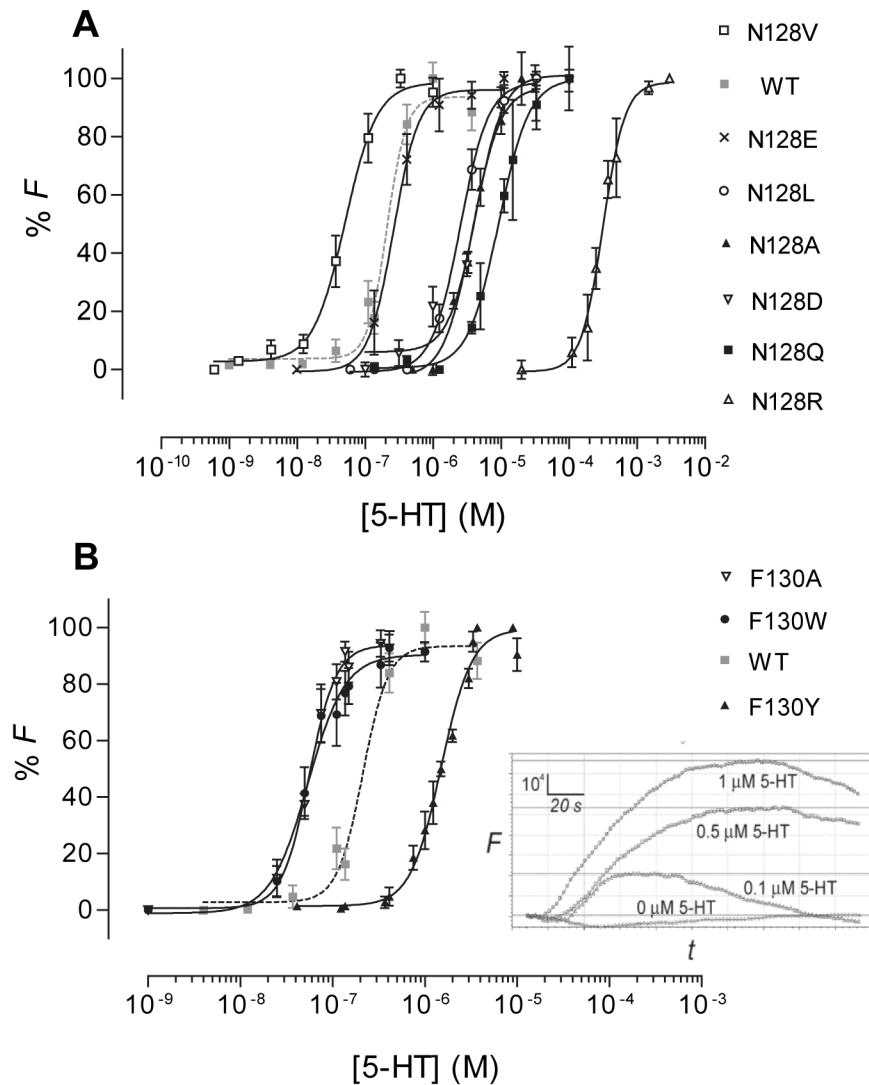 A
% F
100
80
60
40
20
0
10-10 10-9 10-8 10-7 10-6 10-5 10-4 10-3 10-2
[5-HT] (M)
N128V
WT
N128E
N128L
N128A
N128D
N128Q
N128R
B
% F
100
80
60
40
20
0
10-9 10-8 10-7 10-6 10-5 10-4 10-3
[5-HT] (M)
F130A
F130W
WT
F130Y
10⁴
20 s
1 μM 5-HT
0.5 μM 5-HT
0.1 μM 5-HT
0 μM 5-HT
F
t